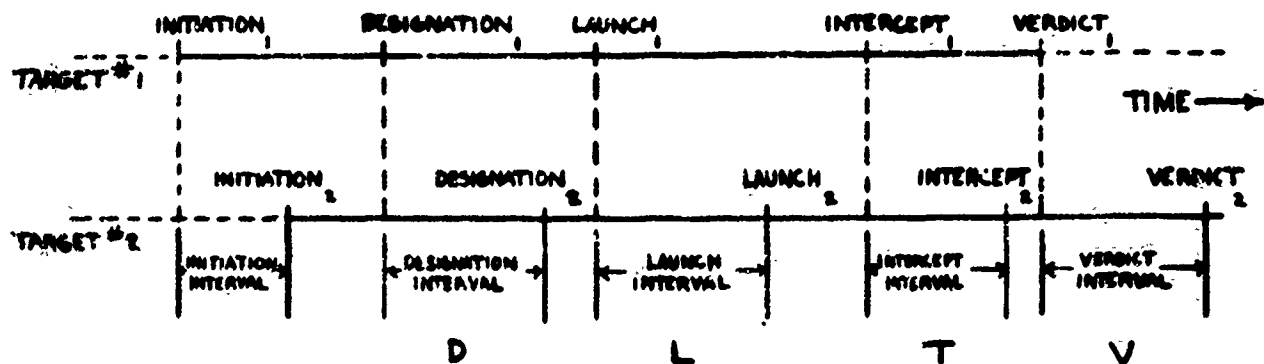 INITIATION₁ DESIGNATION₁ LAUNCH₁ INTERCEPT₁ VERDICT₁
TARGET #1
TIME
INITIATION₂ DESIGNATION₂ LAUNCH₂ INTERCEPT₂ VERDICT₂
TARGET #2
INITIATION INTERVAL
DESIGNATION INTERVAL
LAUNCH INTERVAL
INTERCEPT INTERVAL
VERDICT INTERVAL
D L T V